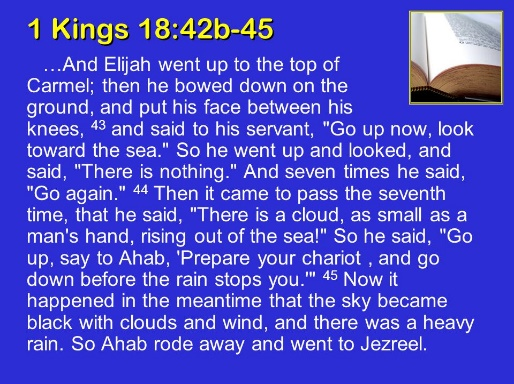 1 Kings 18:42b-45
…And Elijah went up to the top of
Carmel; then he bowed down on the
ground, and put his face between his
knees, 43 and said to his servant, "Go up now, look
toward the sea." So he went up and looked, and
said, "There is nothing." And seven times he said,
"Go again." 44 Then it came to pass the seventh
time, that he said, "There is a cloud, as small as a
man's hand, rising out of the sea!" So he said, "Go
up, say to Ahab, 'Prepare your chariot , and go
down before the rain stops you.'" 45 Now it
happened in the meantime that the sky became
black with clouds and wind, and there was a heavy
rain. So Ahab rode away and went to Jezreel.